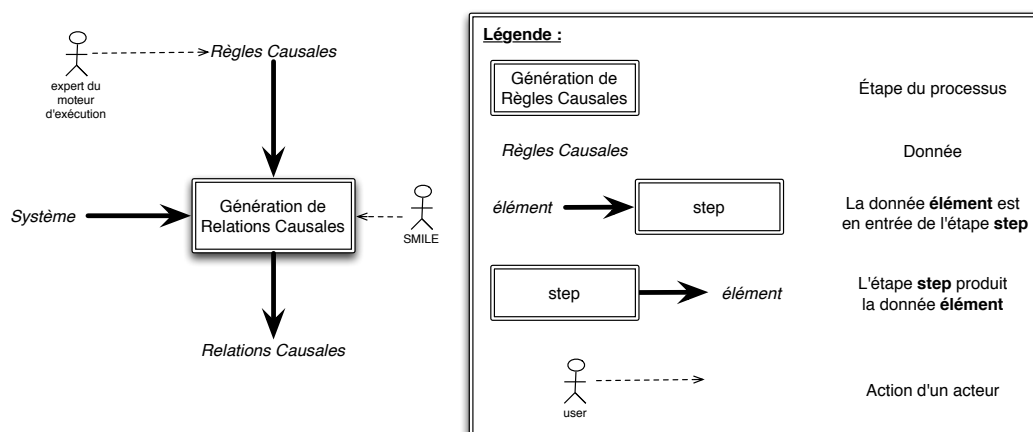 Règles Causales
expert du
moteur
d'exécution
Système
Génération de
Relations Causales
SMILE
Relations Causales
Légende :
Génération de
Règles Causales
Étape du processus
Règles Causales
Donnée
élément
step
La donnée élément est
en entrée de l'étape step
step
élément
L'étape step produit
la donnée élément
user
Action d'un acteur